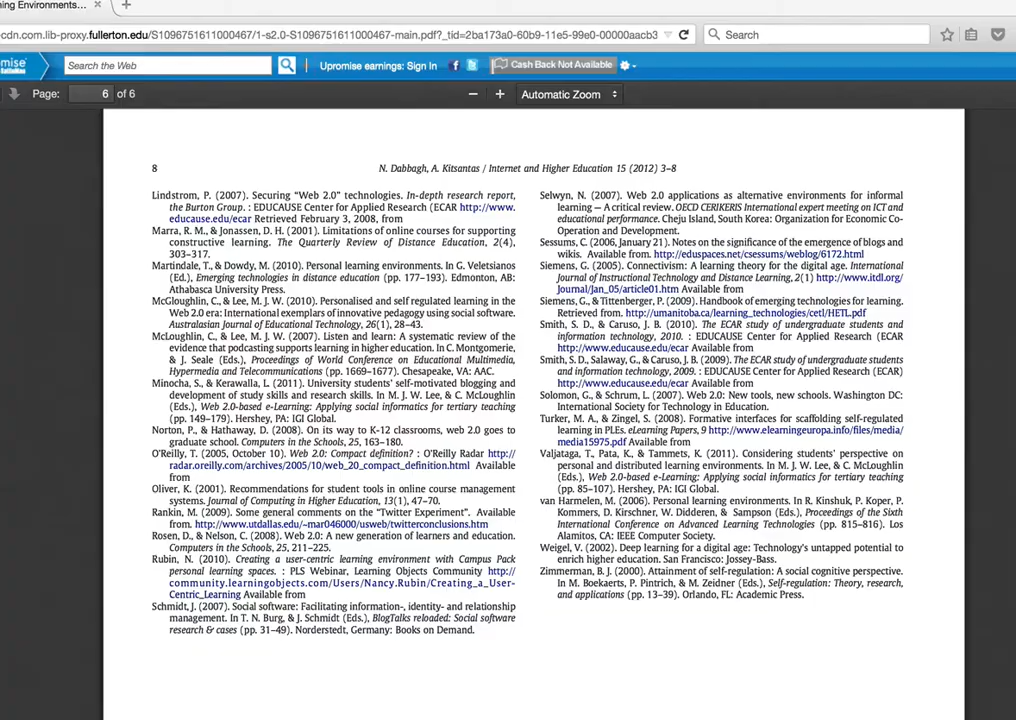 ning Environments... × +
-cdn.com.lib-proxy.fullerton.edu/S1096751611000467/1-s2.0-S1096751611000467-main.pdf?_tid=2ba173a0-60b9-11e5-99e0-00000aacb3
Search
mise
Search the Web
Upromise earnings: Sign In
Cash Back Not Available
Page: 6 of 6
Automatic Zoom
8
N. Dabbagh, A. Kitsantas / Internet and Higher Education 15 (2012) 3–8
Lindstrom, P. (2007). Securing "Web 2.0" technologies. In-depth research report,
the Burton Group. : EDUCAUSE Center for Applied Research (ECAR http://www.
educause.edu/ecar Retrieved February 3, 2008, from
Marra, R. M., & Jonassen, D. H. (2001). Limitations of online courses for supporting
constructive learning. The Quarterly Review of Distance Education, 2(4),
303–317.
Martindale, T., & Dowdy, M. (2010). Personal learning environments. In G. Veletsianos
(Ed.), Emerging technologies in distance education (pp. 177–193). Edmonton, AB:
Athabasca University Press.
McGloughlin, C., & Lee, M. J. W. (2010). Personalised and self regulated learning in the
Web 2.0 era: International exemplars of innovative pedagogy using social software.
Australasian Journal of Educational Technology, 26(1), 28–43.
McLoughlin, C., & Lee, M. J. W. (2007). Listen and learn: A systematic review of the
evidence that podcasting supports learning in higher education. In C. Montgomerie,
& J. Seale (Eds.), Proceedings of World Conference on Educational Multimedia,
Hypermedia and Telecommunications (pp. 1669–1677). Chesapeake, VA: AAC.
Minocha, S., & Kerawalla, L. (2011). University students' self-motivated blogging and
development of study skills and research skills. In M. J. W. Lee, & C. McLoughlin
(Eds.), Web 2.0-based e-Learning: Applying social informatics for tertiary teaching
(pp. 149–179). Hershey, PA: IGI Global.
Norton, P., & Hathaway, D. (2008). On its way to K-12 classrooms, web 2.0 goes to
graduate school. Computers in the Schools, 25, 163–180.
O'Reilly, T. (2005, October 10). Web 2.0: Compact definition? : O'Reilly Radar http://
radar.oreilly.com/archives/2005/10/web_20_compact_definition.html Available
from
Oliver, K. (2001). Recommendations for student tools in online course management
systems. Journal of Computing in Higher Education, 13(1), 47–70.
Rankin, M. (2009). Some general comments on the "Twitter Experiment". Available
from. http://www.utdallas.edu/~mar046000/usweb/twitterconclusions.htm
Rosen, D., & Nelson, C. (2008). Web 2.0: A new generation of learners and education.
Computers in the Schools, 25, 211–225.
Rubin, N. (2010). Creating a user-centric learning environment with Campus Pack
personal learning spaces. : PLS Webinar, Learning Objects Community http://
community.learningobjects.com/Users/Nancy.Rubin/Creating_a_User-
Centric_Learning Available from
Schmidt, J. (2007). Social software: Facilitating information-, identity- and relationship
management. In T. N. Burg, & J. Schmidt (Eds.), BlogTalks reloaded: Social software
research & cases (pp. 31–49). Norderstedt, Germany: Books on Demand.
Selwyn, N. (2007). Web 2.0 applications as alternative environments for informal
learning — A critical review. OECD CERIKERIS International expert meeting on ICT and
educational performance. Cheju Island, South Korea: Organization for Economic Co-
Operation and Development.
Sessums, C. (2006, January 21). Notes on the significance of the emergence of blogs and
wikis. Available from. http://eduspaces.net/csessums/weblog/6172.html
Siemens, G. (2005). Connectivism: A learning theory for the digital age. International
Journal of Instructional Technology and Distance Learning, 2(1) http://www.itdl.org/
Journal/Jan_05/article01.htm Available from
Siemens, G., & Tittenberger, P. (2009). Handbook of emerging technologies for learning.
Retrieved from. http://umanitoba.ca/learning_technologies/cetl/HETL.pdf
Smith, S. D., & Caruso, J. B. (2010). The ECAR study of undergraduate students and
information technology, 2010. : EDUCAUSE Center for Applied Research (ECAR
http://www.educause.edu/ecar Available from
Smith, S. D., Salaway, G., & Caruso, J. B. (2009). The ECAR study of undergraduate students
and information technology, 2009. : EDUCAUSE Center for Applied Research (ECAR)
http://www.educause.edu/ecar Available from
Solomon, G., & Schrum, L. (2007). Web 2.0: New tools, new schools. Washington DC:
International Society for Technology in Education.
Turker, M. A., & Zingel, S. (2008). Formative interfaces for scaffolding self-regulated
learning in PLEs. eLearning Papers, 9 http://www.elearningeuropa.info/files/media/
media15975.pdf Available from
Valjataga, T., Pata, K., & Tammets, K. (2011). Considering students' perspective on
personal and distributed learning environments. In M. J. W. Lee, & C. McLoughlin
(Eds.), Web 2.0-based e-Learning: Applying social informatics for tertiary teaching
(pp. 85–107). Hershey, PA: IGI Global.
van Harmelen, M. (2006). Personal learning environments. In R. Kinshuk, P. Koper, P.
Kommers, D. Kirschner, W. Didderen, & Sampson (Eds.), Proceedings of the Sixth
International Conference on Advanced Learning Technologies (pp. 815–816). Los
Alamitos, CA: IEEE Computer Society.
Weigel, V. (2002). Deep learning for a digital age: Technology's untapped potential to
enrich higher education. San Francisco: Jossey-Bass.
Zimmerman, B. J. (2000). Attainment of self-regulation: A social cognitive perspective.
In M. Boekaerts, P. Pintrich, & M. Zeidner (Eds.), Self-regulation: Theory, research,
and applications (pp. 13–39). Orlando, FL: Academic Press.